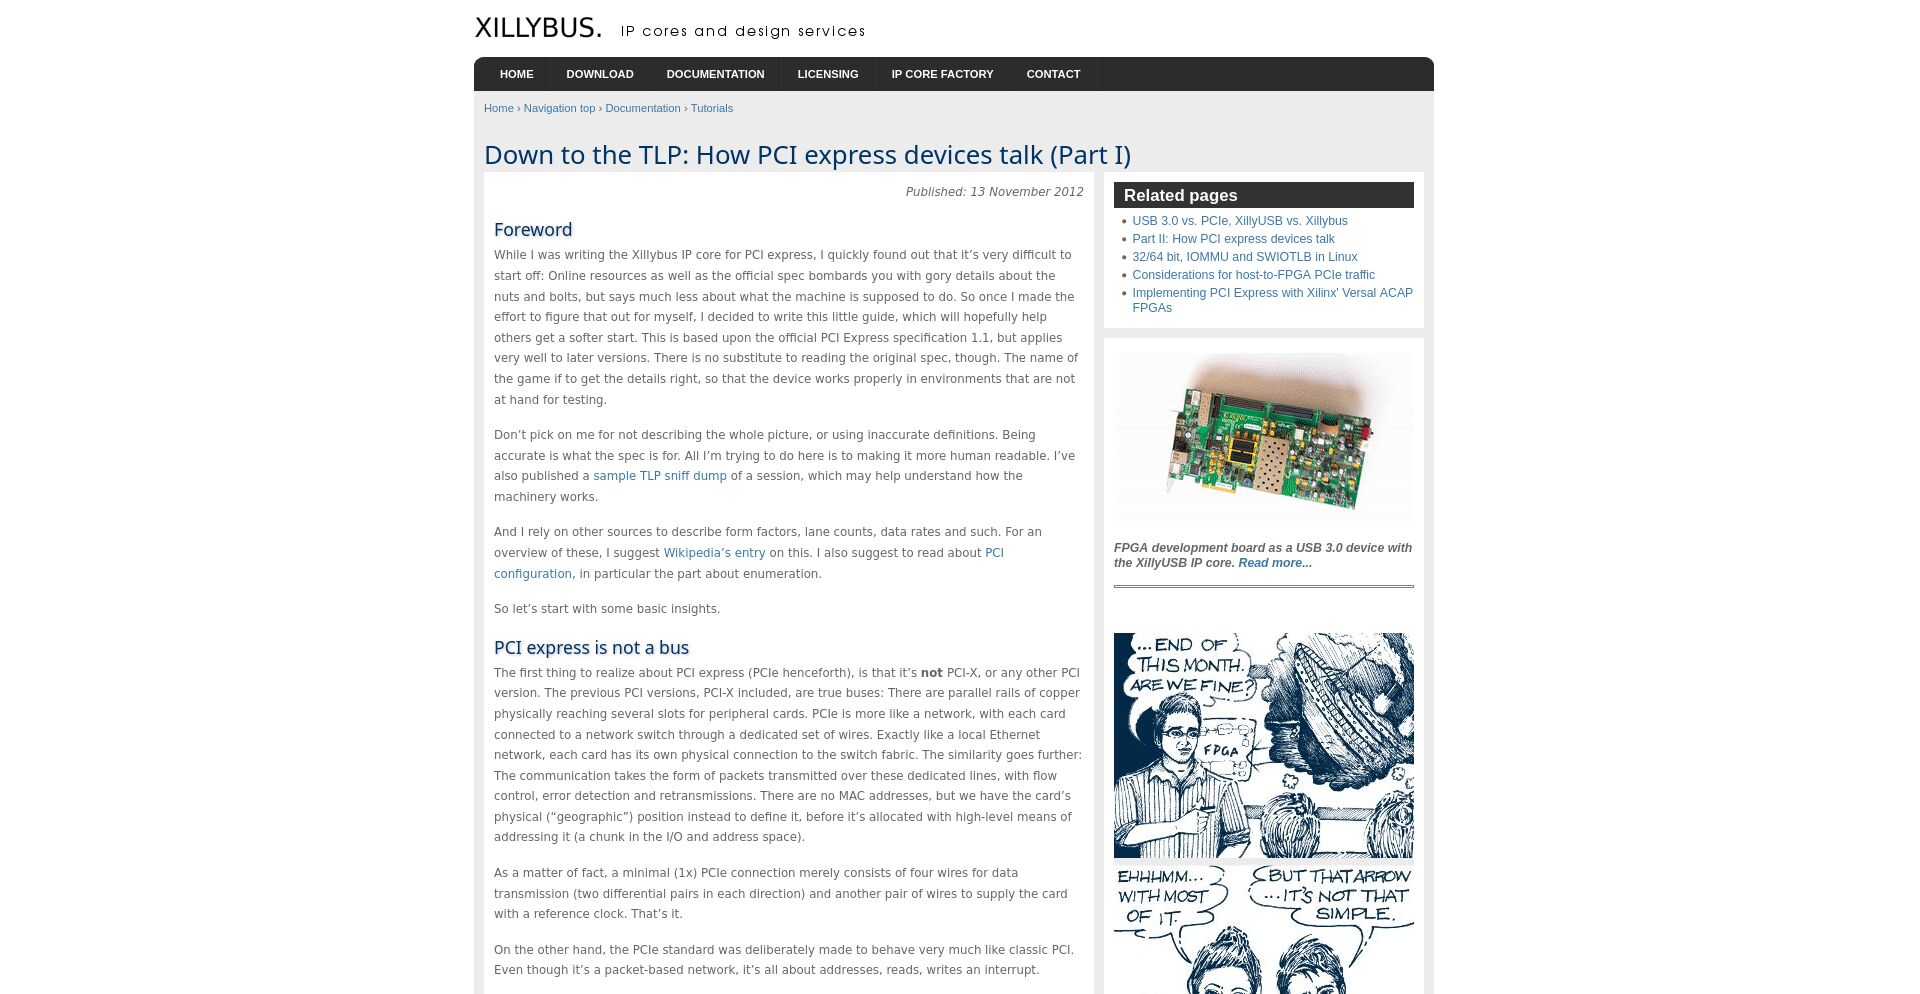 XILLYBUS. IP cores and design services
HOME DOWNLOAD DOCUMENTATION LICENSING IP CORE FACTORY CONTACT
Home › Navigation top › Documentation › Tutorials
Down to the TLP: How PCI express devices talk (Part I)
Published: 13 November 2012
Foreword
While I was writing the Xillybus IP core for PCI express, I quickly found out that it’s very difficult to
start off: Online resources as well as the official spec bombards you with gory details about the
nuts and bolts, but says much less about what the machine is supposed to do. So once I made the
effort to figure that out for myself, I decided to write this little guide, which will hopefully help
others get a softer start. This is based upon the official PCI Express specification 1.1, but applies
very well to later versions. There is no substitute to reading the original spec, though. The name of
the game if to get the details right, so that the device works properly in environments that are not
at hand for testing.
Don’t pick on me for not describing the whole picture, or using inaccurate definitions. Being
accurate is what the spec is for. All I’m trying to do here is to making it more human readable. I’ve
also published a sample TLP sniff dump of a session, which may help understand how the
machinery works.
And I rely on other sources to describe form factors, lane counts, data rates and such. For an
overview of these, I suggest Wikipedia’s entry on this. I also suggest to read about PCI
configuration, in particular the part about enumeration.
So let’s start with some basic insights.
PCI express is not a bus
The first thing to realize about PCI express (PCIe henceforth), is that it’s not PCI-X, or any other PCI
version. The previous PCI versions, PCI-X included, are true buses: There are parallel rails of copper
physically reaching several slots for peripheral cards. PCIe is more like a network, with each card
connected to a network switch through a dedicated set of wires. Exactly like a local Ethernet
network, each card has its own physical connection to the switch fabric. The similarity goes further:
The communication takes the form of packets transmitted over these dedicated lines, with flow
control, error detection and retransmissions. There are no MAC addresses, but we have the card’s
physical (“geographic”) position instead to define it, before it’s allocated with high-level means of
addressing it (a chunk in the I/O and address space).
As a matter of fact, a minimal (1x) PCIe connection merely consists of four wires for data
transmission (two differential pairs in each direction) and another pair of wires to supply the card
with a reference clock. That’s it.
On the other hand, the PCIe standard was deliberately made to behave very much like classic PCI.
Even though it’s a packet-based network, it’s all about addresses, reads, writes an interrupt.
Related pages
USB 3.0 vs. PCIe, XillyUSB vs. Xillybus
Part II: How PCI express devices talk
32/64 bit, IOMMU and SWIOTLB in Linux
Considerations for host-to-FPGA PCIe traffic
Implementing PCI Express with Xilinx' Versal ACAP
FPGAs
FPGA development board as a USB 3.0 device with
the XillyUSB IP core. Read more...
...END OF
THIS MONTH.
ARE WE FINE?
FPGA
EHHHMM...
WITH MOST
OF IT.
BUT THAT ARROW
...IT'S NOT THAT
SIMPLE.